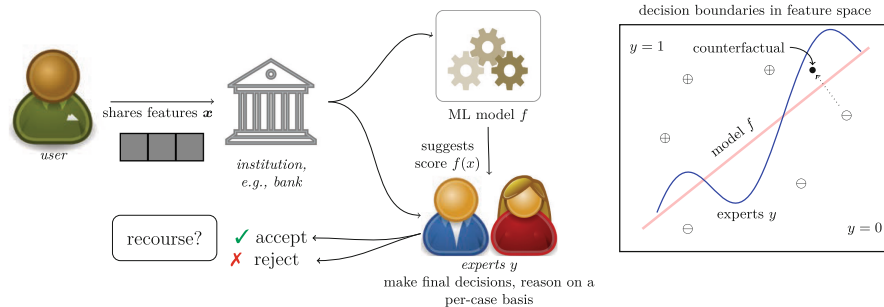 decision boundaries in feature space
y = 1
counterfactual
r
model f
experts y
y = 0
shares features x
user
institution,
e.g., bank
ML model f
suggests
score f(x)
recourse?
✓ accept
✗ reject
experts y
make final decisions, reason on a
per-case basis